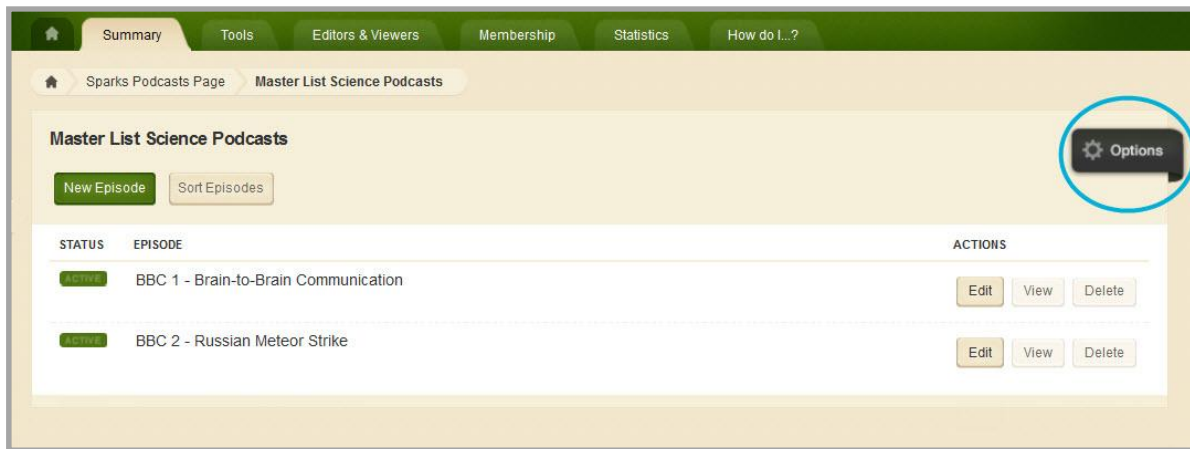 Summary Tools Editors & Viewers Membership Statistics How do I...?
Sparks Podcasts Page Master List Science Podcasts
Master List Science Podcasts
Options
New Episode Sort Episodes
STATUS EPISODE ACTIONS
ACTIVE BBC 1 - Brain-to-Brain Communication Edit View Delete
ACTIVE BBC 2 - Russian Meteor Strike Edit View Delete